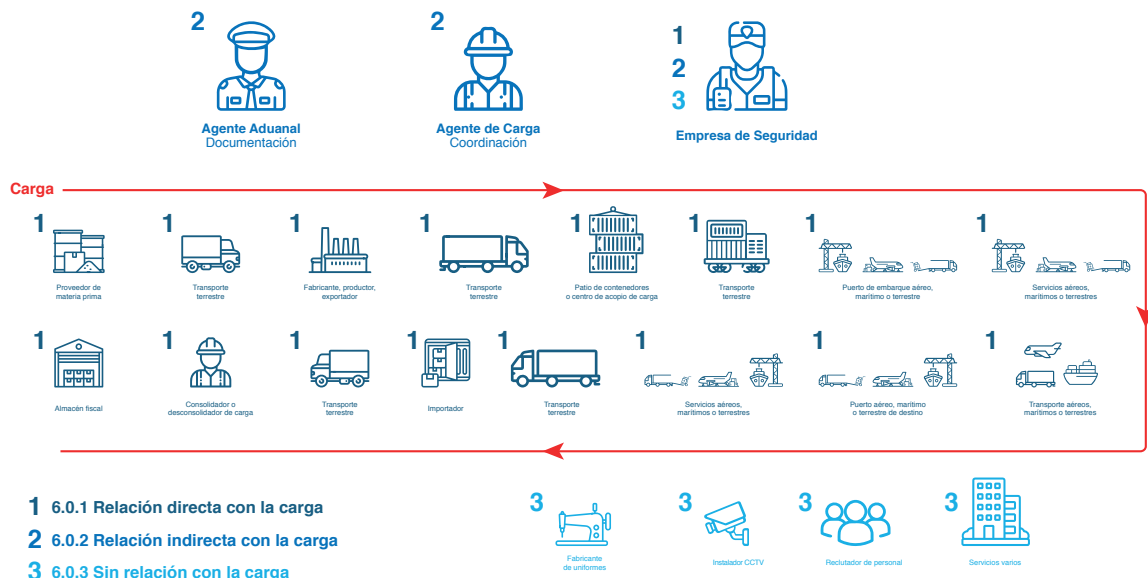 2
2
1
2
3
Agente Aduanal
Documentación
Agente de Carga
Coordinación
Empresa de Seguridad
Carga
1
1
1
1
1
1
1
1
Proveedor de
materia prima
Transporte
terrestre
Fabricante, productor,
exportador
Transporte
terrestre
Patio de contenedores
o centro de acopio de carga
Transporte
terrestre
Puerto de embarque aéreo,
marítimo o terrestre
Servicios aéreos,
marítimos o terrestres
1
1
1
1
1
1
1
1
Almacén fiscal
Consolidador o
desconsolidador de carga
Transporte
terrestre
Importador
Transporte
terrestre
Servicios aéreos,
marítimos o terrestres
Puerto aéreo, marítimo
o terrestre de destino
Transporte aéreos,
marítimos o terrestres
1 6.0.1 Relación directa con la carga
2 6.0.2 Relación indirecta con la carga
3 6.0.3 Sin relación con la carga
3
3
3
3
Fabricante
de uniformes
Instalador CCTV
Reclutador de personal
Servicios varios